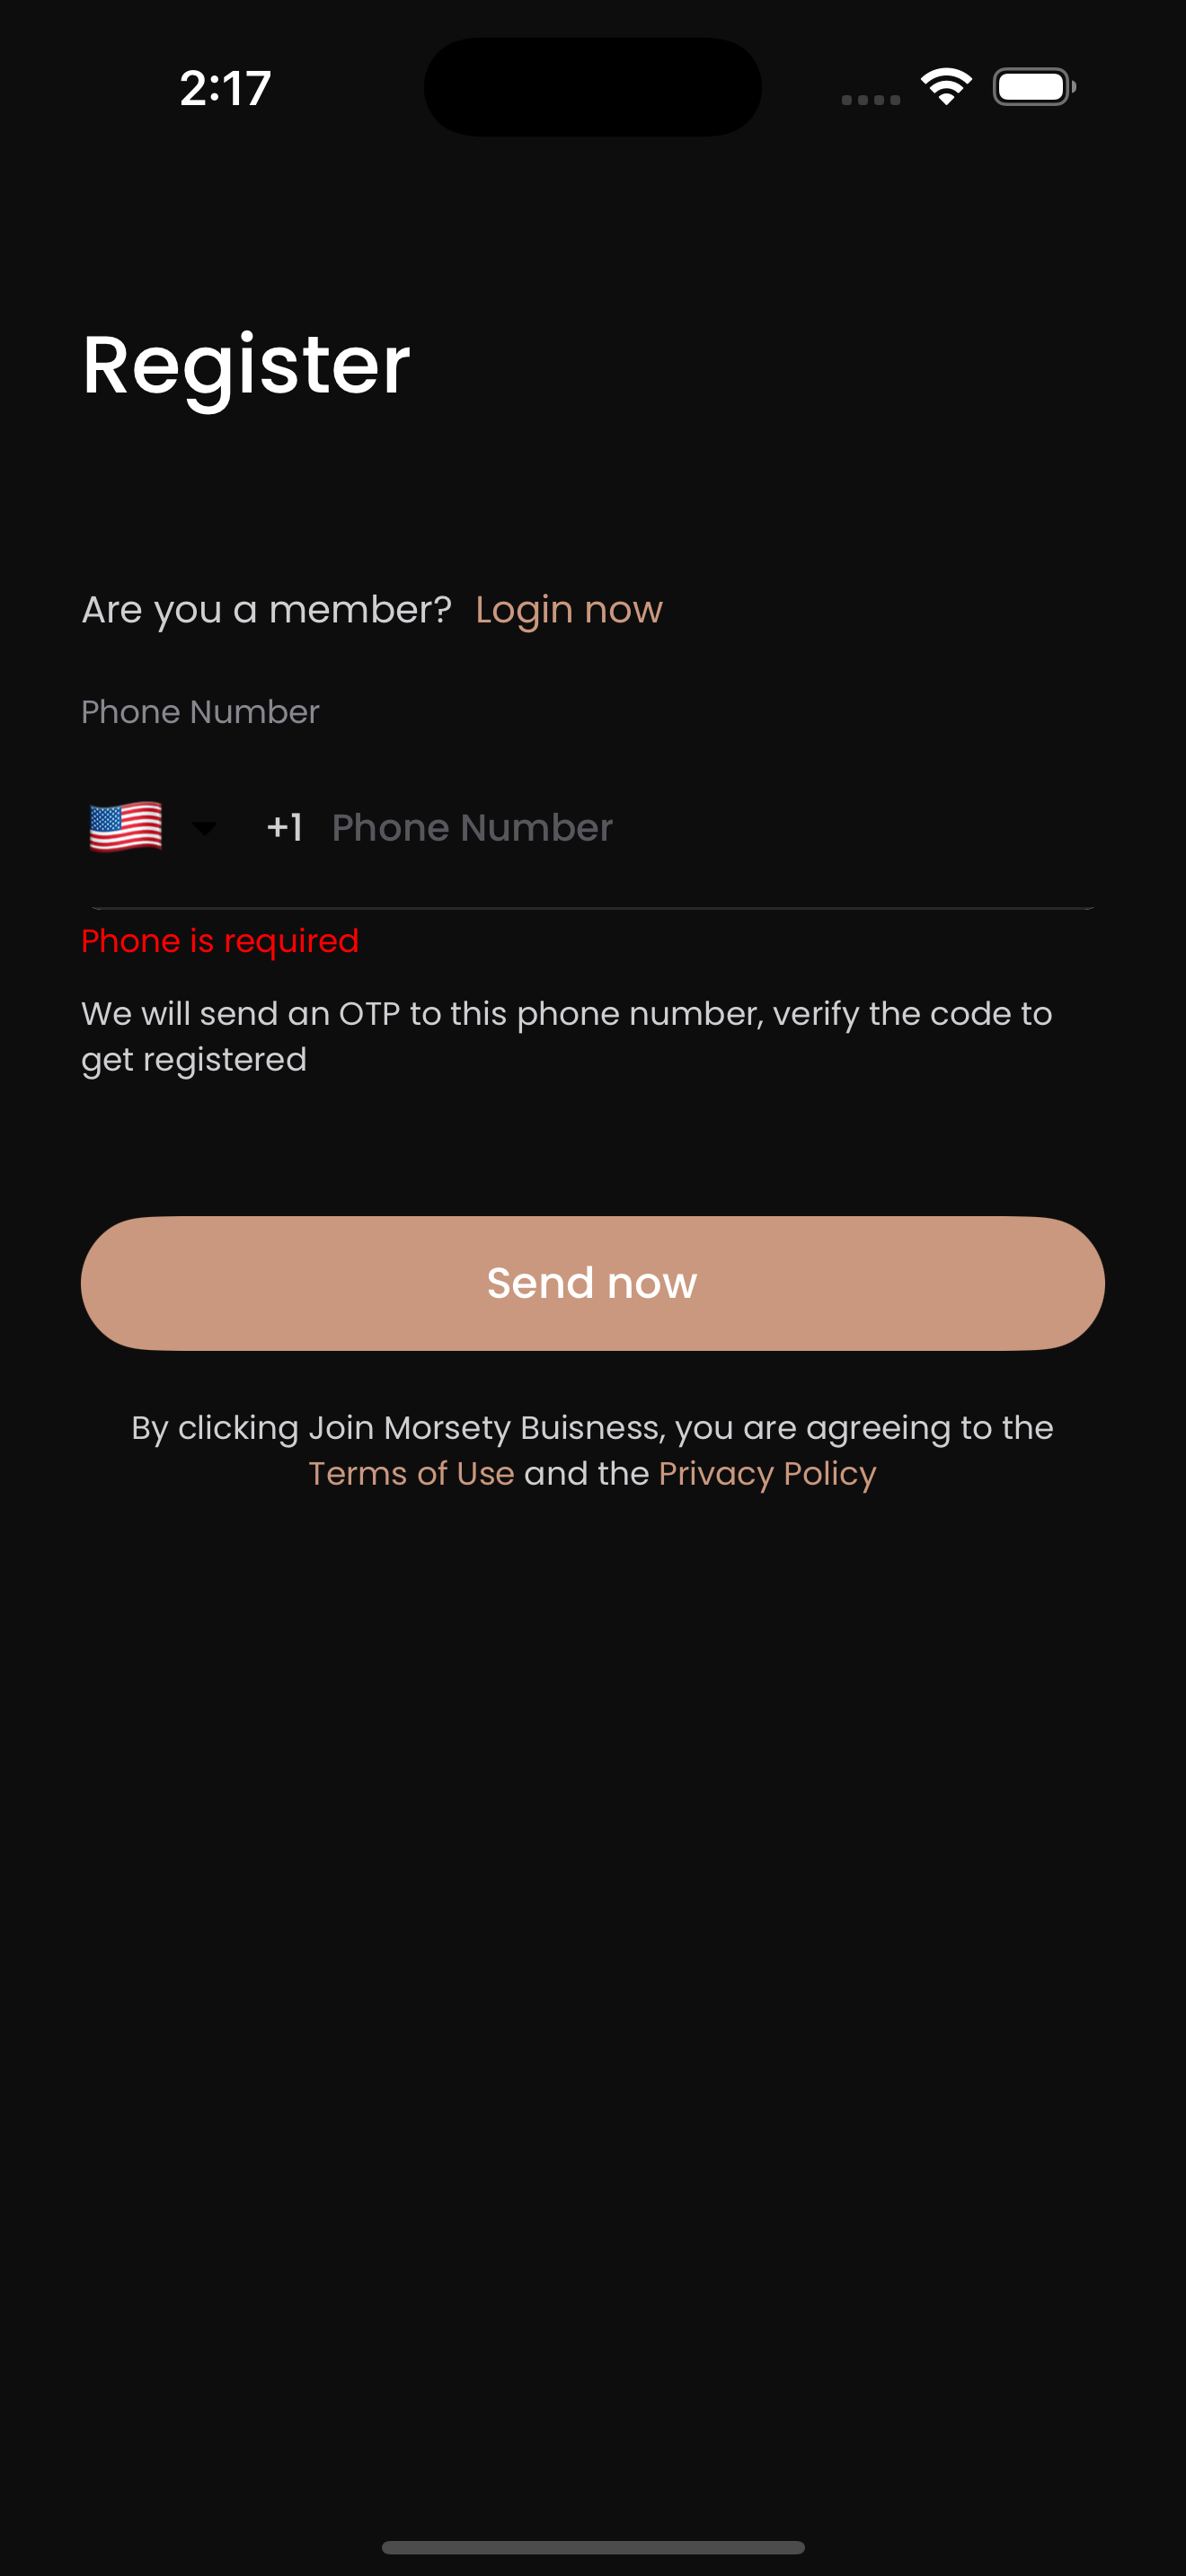 2:17
Register
Are you a member? Login now
Phone Number
+1 Phone Number
Phone is required
We will send an OTP to this phone number, verify the code to
get registered
Send now
By clicking Join Morsety Buisness, you are agreeing to the
Terms of Use and the Privacy Policy